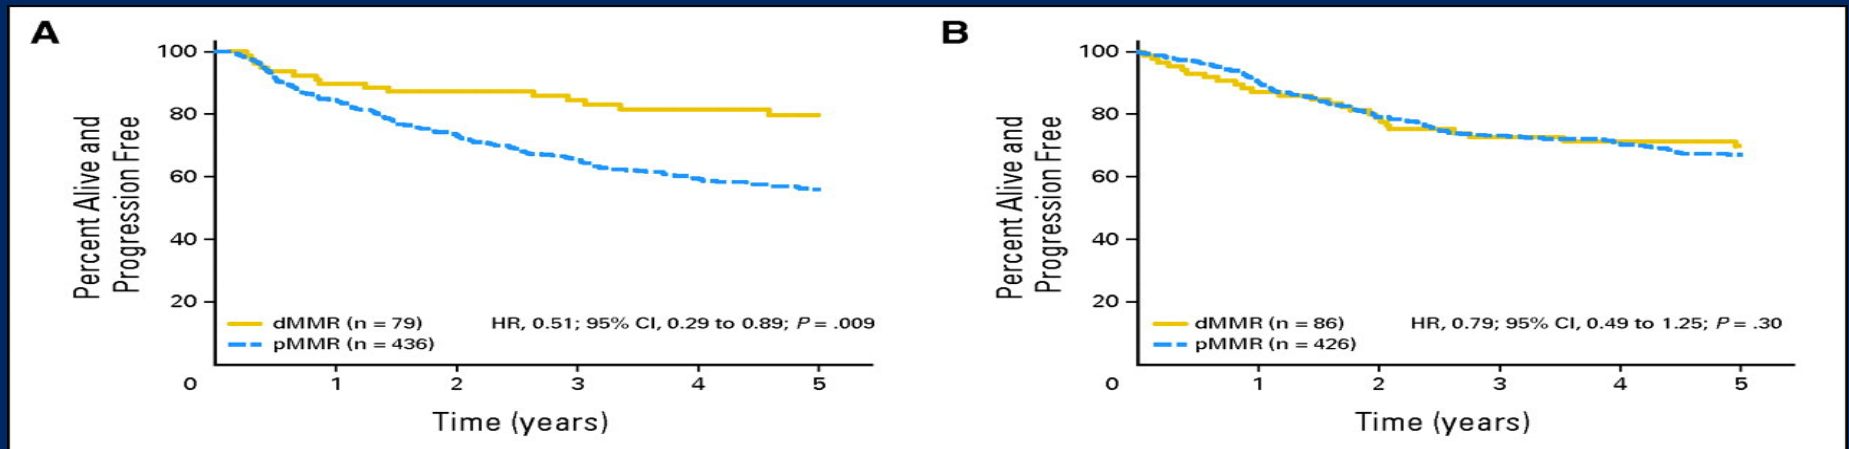 A
Percent Alive and
Progression Free
100
80
60
40
20
0
dMMR (n = 79)
pMMR (n = 436)
HR, 0.51; 95% CI, 0.29 to 0.89; P = .009
1 2 3 4 5
Time (years)
B
Percent Alive and
Progression Free
100
80
60
40
20
0
dMMR (n = 86)
pMMR (n = 426)
HR, 0.79; 95% CI, 0.49 to 1.25; P = .30
1 2 3 4 5
Time (years)